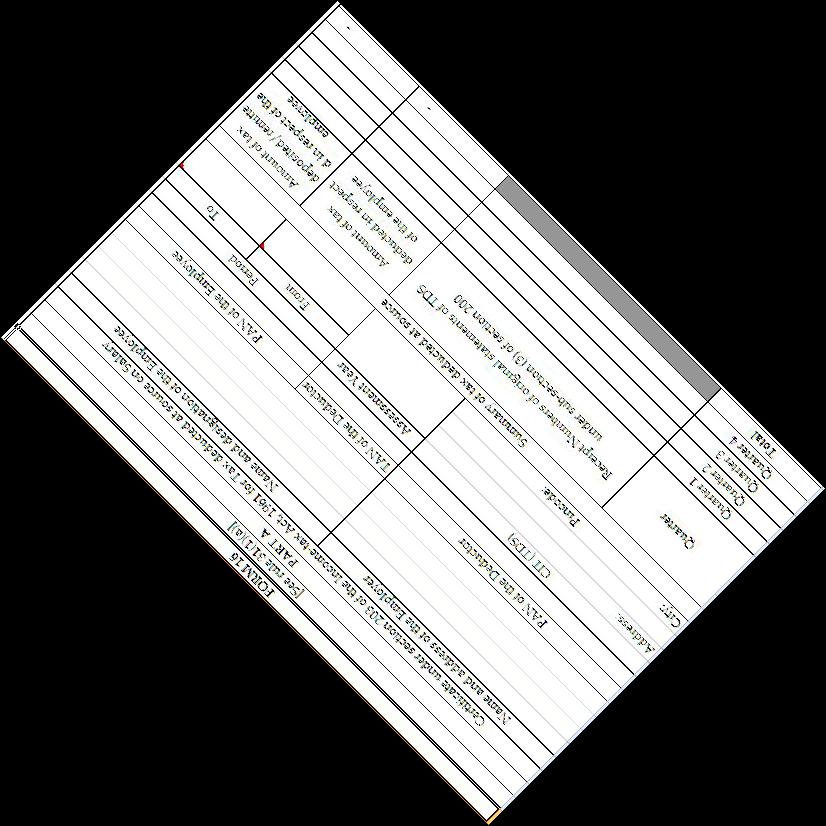 FORM 16
[See rule 31(1)(a)]
PART A
Certificate under section 203 of the Income-tax Act, 1961 for Tax deducted at source on Salary
Name and address of the Employer
Name and designation of the Employee
PAN of the Deductor
TAN of the Deductor
PAN of the Employee
CIT (TDS)
Assessment Year
Period
From
To
Address:
City:
Pincode:
Summary of tax deducted at source
Quarter
Receipt Numbers of original statements of TDS
under sub-section (3) of section 200
Amount of tax
deducted in respect
of the employee
Amount of tax
deposited/remitte
d in respect of the
employee
Quarter 1
Quarter 2
Quarter 3
Quarter 4
Total
-
-